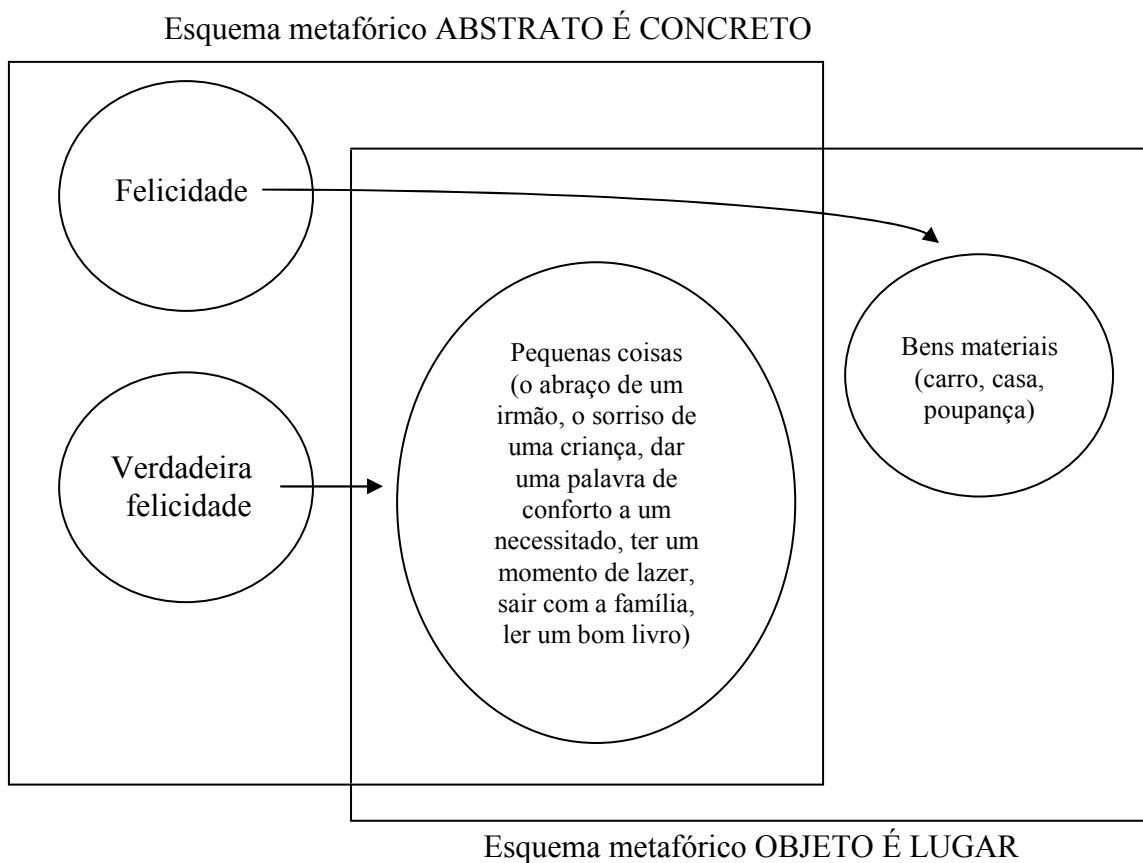 Esquema metafórico ABSTRATO É CONCRETO
Felicidade
Verdadeira
felicidade
Pequenas coisas
(o abraço de um
irmão, o sorriso de
uma criança, dar
uma palavra de
conforto a um
necessitado, ter um
momento de lazer,
sair com a família,
ler um bom livro)
Bens materiais
(carro, casa,
poupança)
Esquema metafórico OBJETO É LUGAR